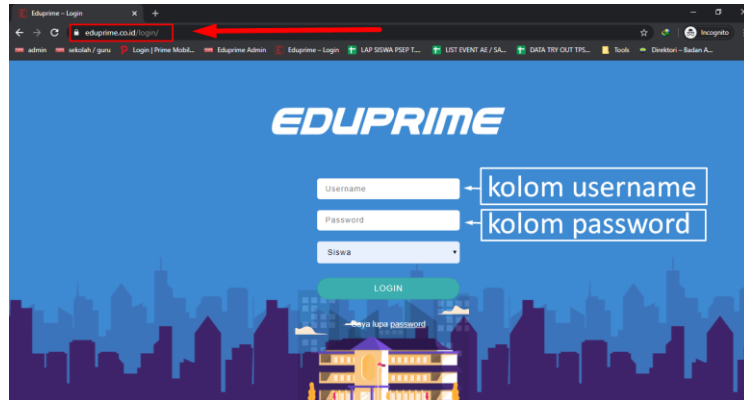 Eduprime – Login
eduprime.co.id/login/
Incognito
admin
sekolah / guru
Login | Prime Mobil...
Eduprime Admin
Eduprime – Login
LAP SISWA PSEP T....
LIST EVENT AE / SA...
DATA TRY OUT TPS...
Tools
Direktori – Badan A...
EDUPRIME
Username
kolom username
Password
kolom password
Siswa
LOGIN
Saya lupa password